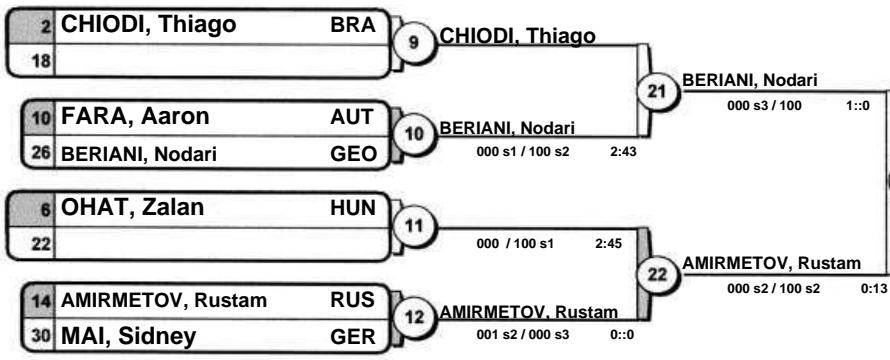 2 CHIODI, Thiago BRA
18
9
CHIODI, Thiago
10 FARA, Aaron AUT
26 BERIANI, Nodari GEO
10
BERIANI, Nodari
000 s1 / 100 s2 2:43
21
BERIANI, Nodari
000 s3 / 100 1::0
6 OHAT, Zalan HUN
22
11
000 / 100 s1 2:45
14 AMIRMETOV, Rustam RUS
30 MAI, Sidney GER
12
AMIRMETOV, Rustam
001 s2 / 000 s3 0::0
22
AMIRMETOV, Rustam
000 s2 / 100 s2 0:13